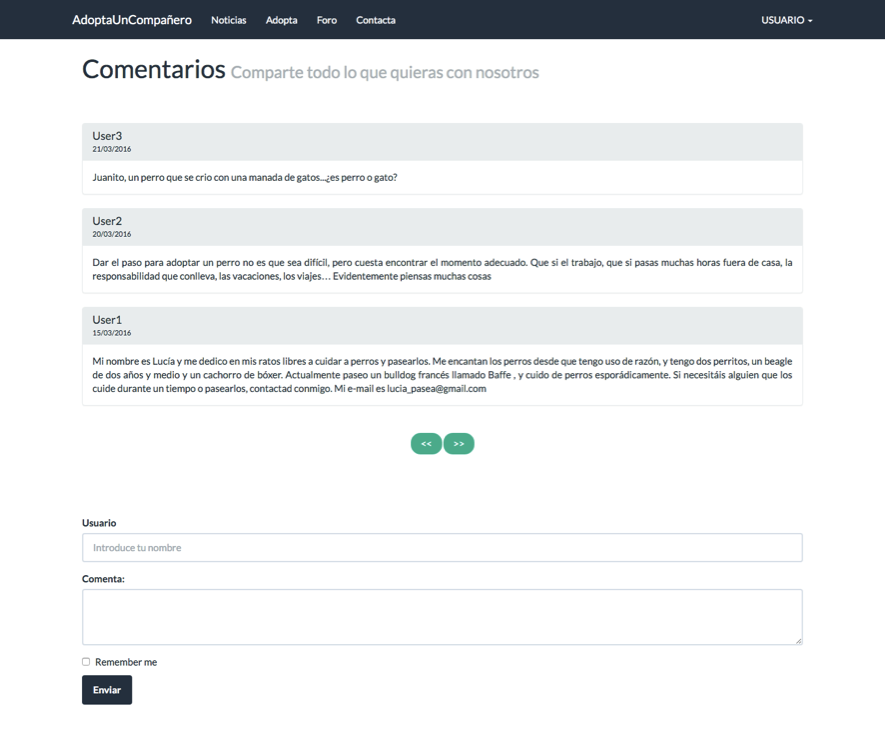 AdoptaUnCompañero Noticias Adopta Foro Contacta USUARIO
Comentarios Comparte todo lo que quieras con nosotros
User3
21/03/2016
Juanito, un perro que se crio con una manada de gatos...¿es perro o gato?
User2
20/03/2016
Dar el paso para adoptar un perro no es que sea difícil, pero cuesta encontrar el momento adecuado. Que si el trabajo, que si pasas muchas horas fuera de casa, la
responsabilidad que conlleva, las vacaciones, los viajes… Evidentemente piensas muchas cosas
User1
15/03/2016
Mi nombre es Lucía y me dedico en mis ratos libres a cuidar a perros y pasearlos. Me encantan los perros desde que tengo uso de razón, y tengo dos perritos, un beagle
de dos años y medio y un cachorro de bóxer. Actualmente paseo un bulldog francés llamado Baffe , y cuido de perros esporádicamente. Si necesitáis alguien que los
cuide durante un tiempo o pasearlos, contactad conmigo. Mi e-mail es lucia_pasea@gmail.com
<< >>
Usuario
Introduce tu nombre
Comenta:
Remember me
Enviar